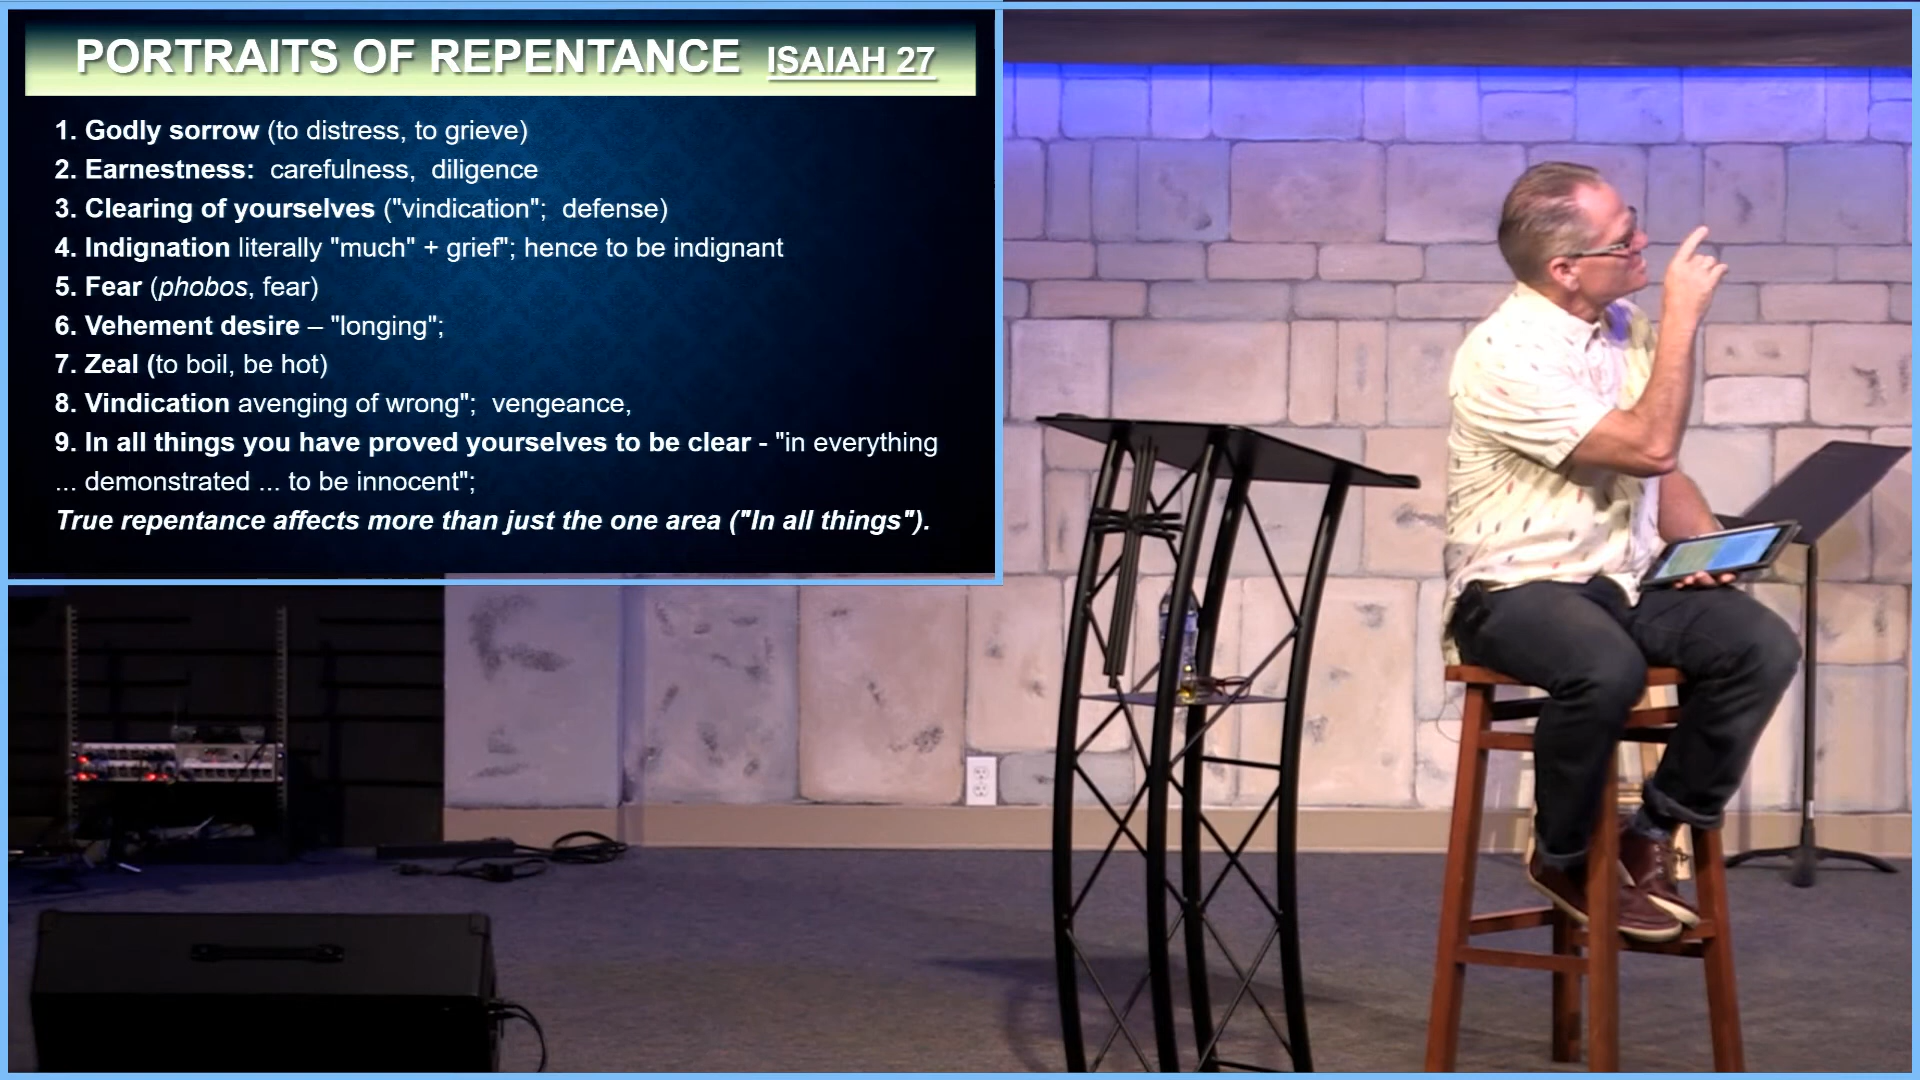 PORTRAITS OF REPENTANCE ISAIAH 27
1. Godly sorrow (to distress, to grieve)
2. Earnestness:  carefulness,  diligence
3. Clearing of yourselves ("vindication";  defense)
4. Indignation literally "much" + grief"; hence to be indignant
5. Fear (phobos, fear)
6. Vehement desire – "longing";
7. Zeal (to boil, be hot)
8. Vindication avenging of wrong";  vengeance,
9. In all things you have proved yourselves to be clear - "in everything
... demonstrated ... to be innocent";
True repentance affects more than just the one area ("In all things").